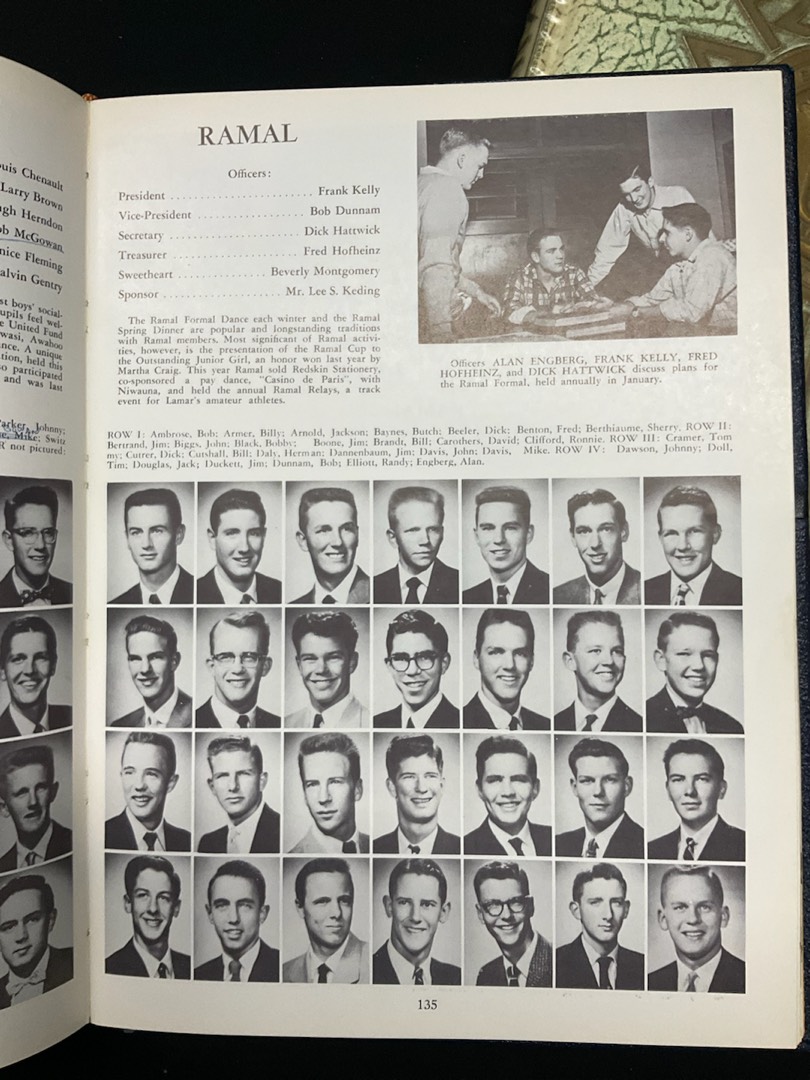 uis Chenault
Larry Brown
gh Herndon
ob McGowan
nice Fleming
alvin Gentry
st boys' social-
upils feel wel-
e United Fund
wasi, Awahoo
nce. A unique
tion, held this
so participated
and was last
arker, Johnny;
Mike; Switz
R not pictured:
RAMAL
Officers:
President ........................ Frank Kelly
Vice-President .................. Bob Dunnam
Secretary ..................... Dick Hattwick
Treasurer ..................... Fred Hofheinz
Sweetheart ............... Beverly Montgomery
Sponsor .................... Mr. Lee S. Keding
The Ramal Formal Dance each winter and the Ramal
Spring Dinner are popular and longstanding traditions
with Ramal members. Most significant of Ramal activi-
ties, however, is the presentation of the Ramal Cup to
the Outstanding Junior Girl, an honor won last year by
Martha Craig. This year Ramal sold Redskin Stationery,
co-sponsored a pay dance, "Casino de Paris", with
Niwauna, and held the annual Ramal Relays, a track
event for Lamar's amateur athletes.
Officers ALAN ENGBERG, FRANK KELLY, FRED
HOFHEINZ, and DICK HATTWICK discuss plans for
the Ramal Formal, held annually in January.
ROW I: Ambrose, Bob; Armer, Billy; Arnold, Jackson; Baynes, Butch; Beeler, Dick; Benton, Fred; Berthiaume, Sherry. ROW II:
Bertrand, Jim; Biggs, John; Black, Bobby; Boone, Jim; Brandt, Bill; Carothers, David; Clifford, Ronnie. ROW III: Cramer, Tom
my; Cutrer, Dick; Cutshall, Bill; Daly, Herman; Dannenbaum, Jim; Davis, John; Davis, Mike. ROW IV: Dawson, Johnny; Doll,
Tim; Douglas, Jack; Duckett, Jim; Dunnam, Bob; Elliott, Randy; Engberg, Alan.
135